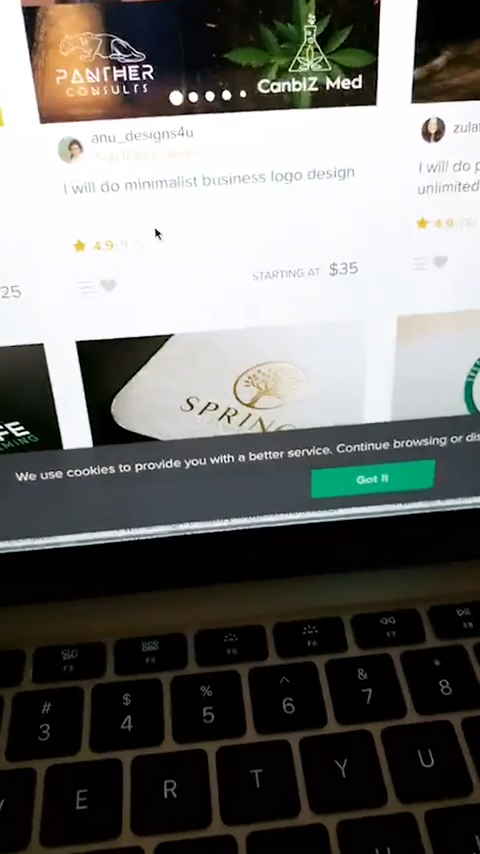 PANTHER
CONSULTS
CanbiZ Med
anu_designs4u
I will do minimalist business logo design
4.9
25
STARTING AT $35
I will do p
unlimited
4.9
SPRING
We use cookies to provide you with a better service. Continue browsing or dis
Got It
F3
F5
F6
F7
F8
# $ % ^ & *
3 4 5 6 7 8
E R T Y U